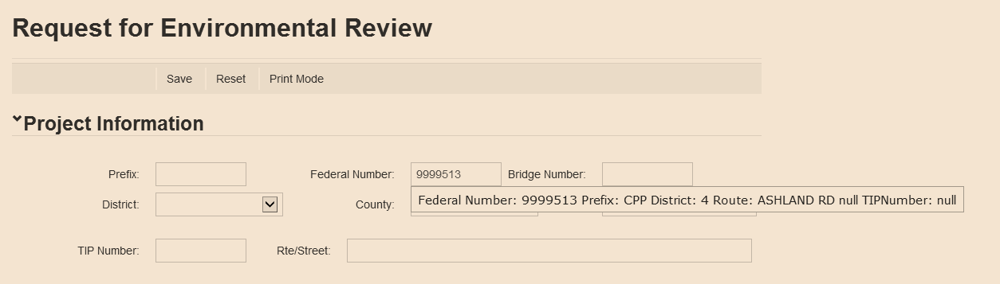 Request for Environmental Review
Save Reset Print Mode
Project Information
Prefix: Federal Number: 9999513 Bridge Number:
District: County: Federal Number: 9999513 Prefix: CPP District: 4 Route: ASHLAND RD null TIPNumber: null
TIP Number: Rte/Street: